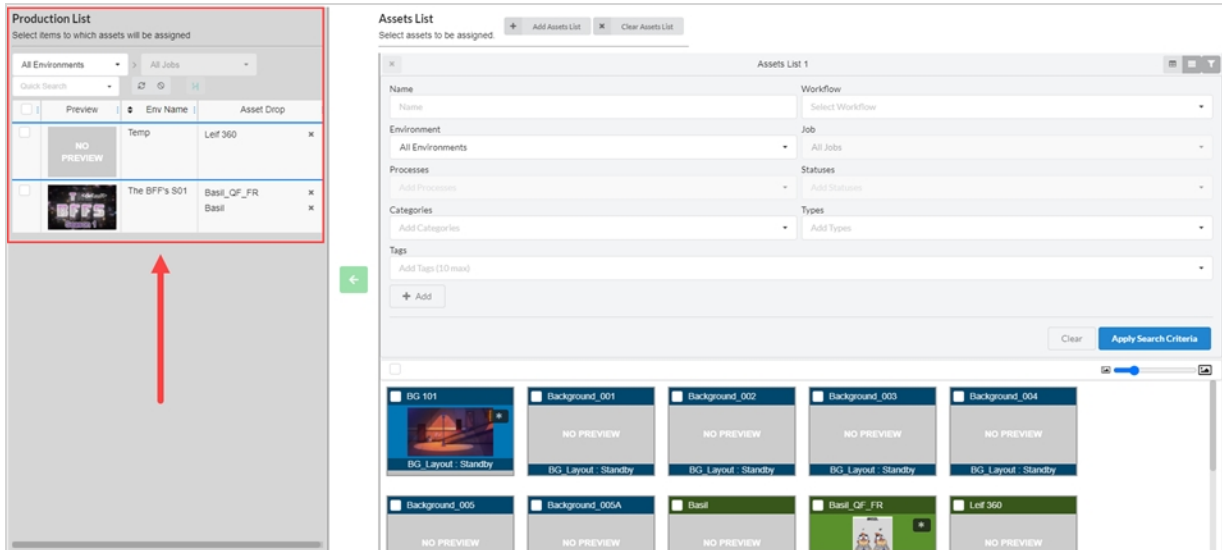 Production List
Select items to which assets will be assigned
All Environments > All Jobs
Quick Search
Preview Env Name Asset Drop
NO PREVIEW
Temp
Leif 360
BFFS
The BFF's S01
Basil_QF_FR
Basil
Assets List
Select assets to be assigned.
+ Add Assets List × Clear Assets List
× Assets List 1
Name
Name
Workflow
Select Workflow
Environment
All Environments
Job
All Jobs
Processes
Add Processes
Statuses
Add Statuses
Categories
Add Categories
Types
Add Types
Tags
Add Tags (10 max)
+ Add
Clear
Apply Search Criteria
BG 101
BG_Layout : Standby
Background_001
NO PREVIEW
BG_Layout : Standby
Background_002
NO PREVIEW
BG_Layout : Standby
Background_003
NO PREVIEW
BG_Layout : Standby
Background_004
NO PREVIEW
BG_Layout : Standby
Background_005
NO PREVIEW
Background_005A
NO PREVIEW
Basil
NO PREVIEW
Basil_QF_FR
Leif 360
NO PREVIEW